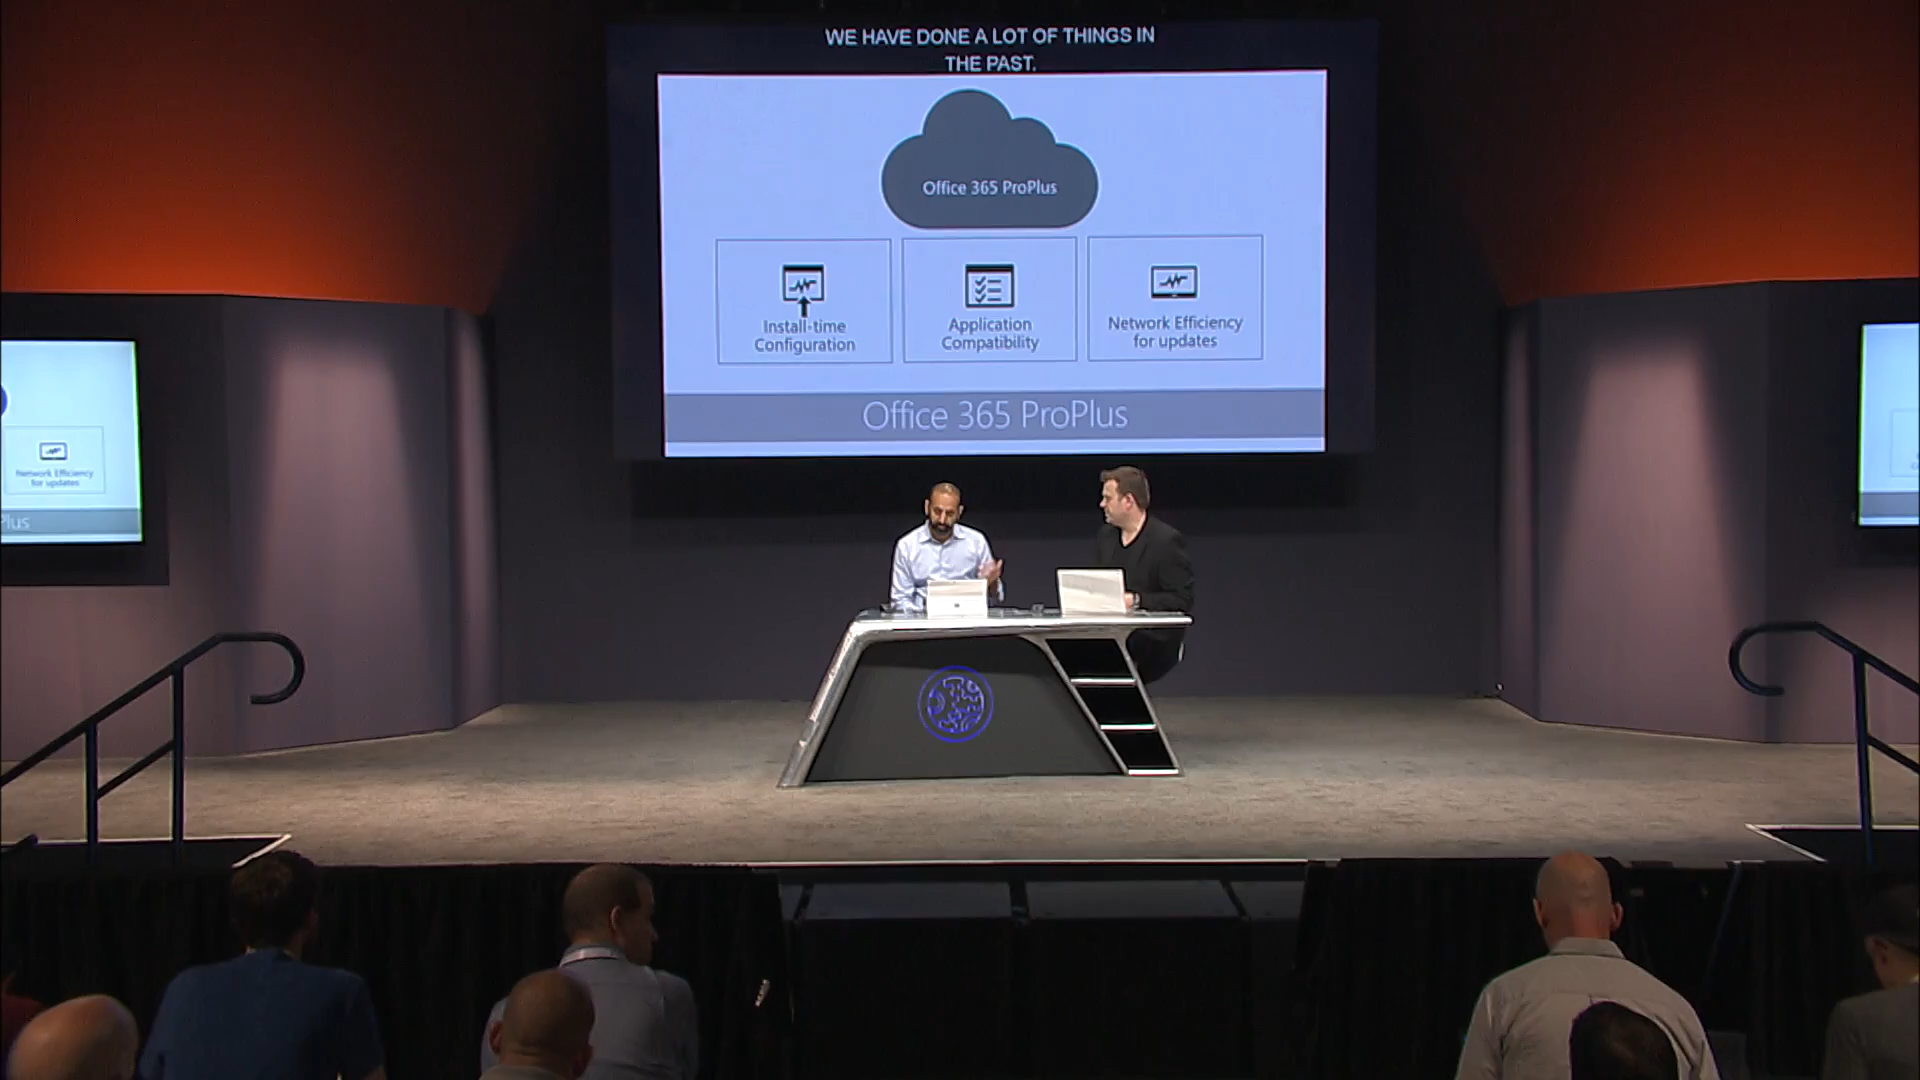 WE HAVE DONE A LOT OF THINGS IN
THE PAST.
Office 365 ProPlus
Install-time
Configuration
Application
Compatibility
Network Efficiency
for updates
Office 365 ProPlus
Network Efficiency
for updates
Plus